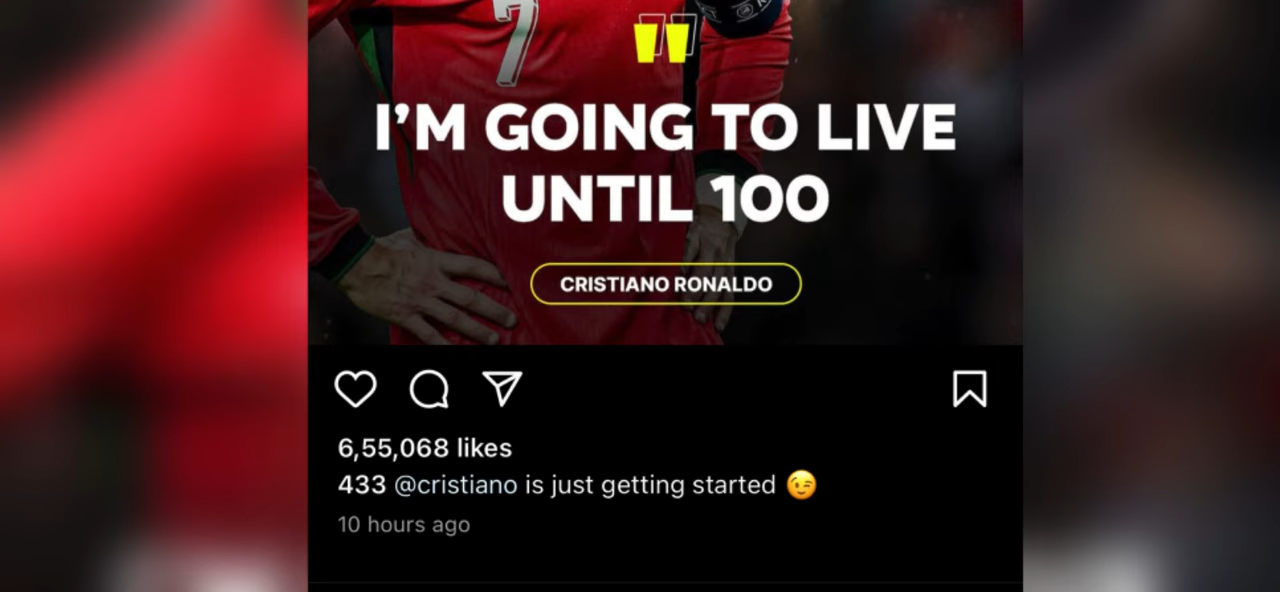 7
I'M GOING TO LIVE
UNTIL 100
CRISTIANO RONALDO
6,55,068 likes
433 @cristiano is just getting started 😉
10 hours ago